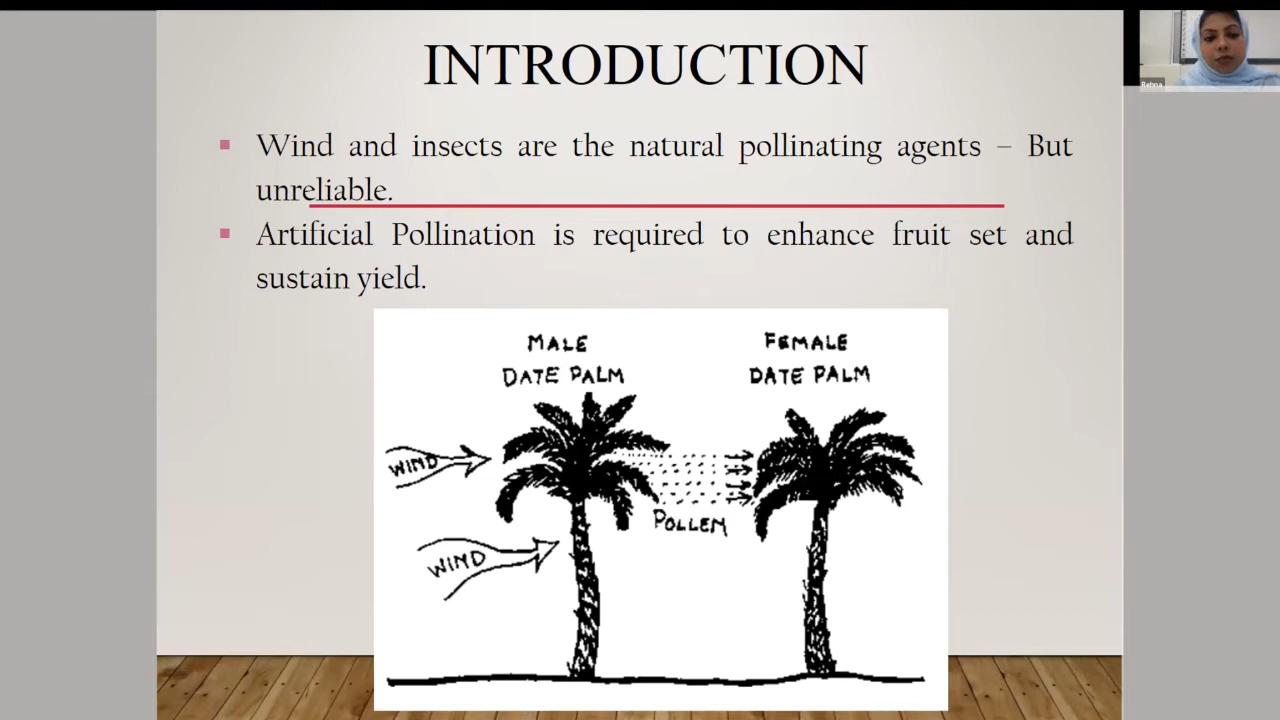 INTRODUCTION
Wind and insects are the natural pollinating agents – But
unreliable.
Artificial Pollination is required to enhance fruit set and
sustain yield.
MALE
DATE PALM
FEMALE
DATE PALM
WIND
POLLEN
WIND
Rehna